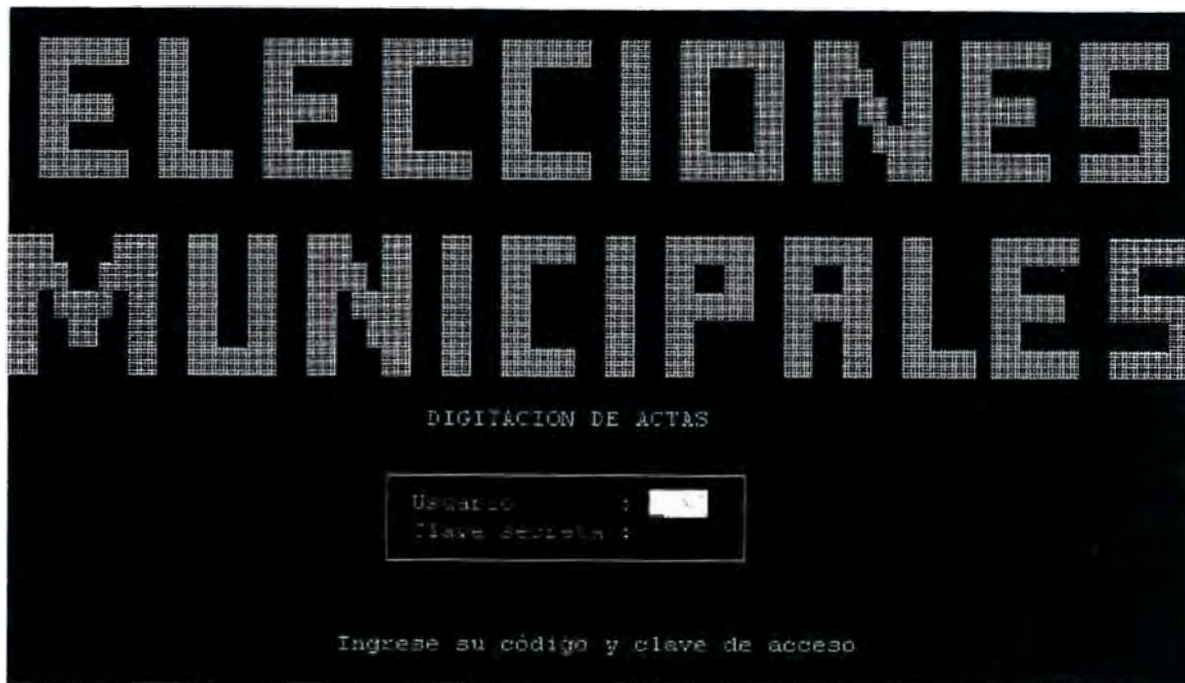 ELECCIONES
MUNICIPALES
DIGITACION DE ACTAS
Usuario :
Clave secreta :
Ingrese su código y clave de acceso